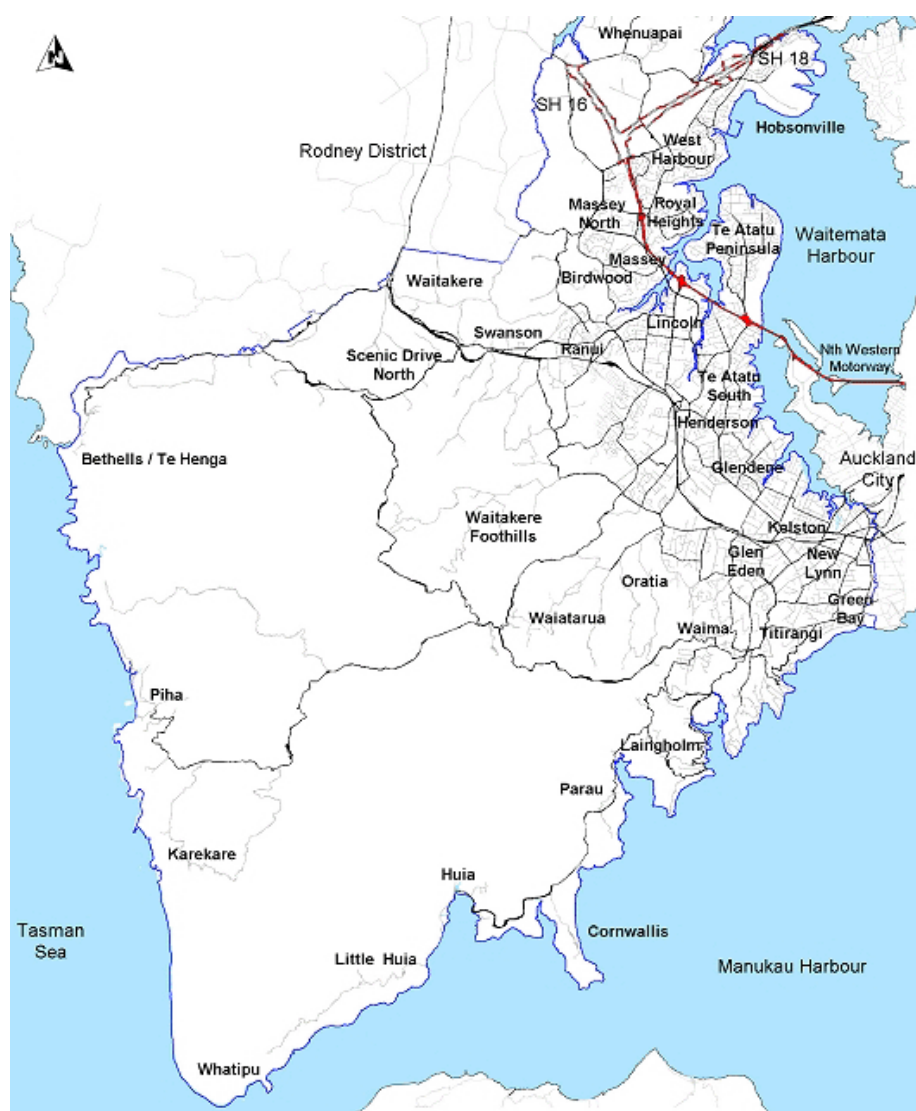 Whenuapai
SH 18
SH 16
Hobsonville
Rodney District
West
Harbour
Massey
North
Royal
Heights
Te Atatu
Peninsula
Waitemata
Harbour
Massey
Birdwood
Waitakere
Lincoln
Swanson
Ranui
Scenic Drive
North
Nth Western
Motorway
Te Atatu
South
Henderson
Bethells / Te Henga
Glendene
Auckland
City
Waitakere
Foothills
Kelston
Glen
Eden
New
Lynn
Oratia
Green
Bay
Waiatarua
Waima
Titirangi
Piha
Laingholm
Parau
Karekare
Huia
Tasman
Sea
Cornwallis
Little Huia
Manukau Harbour
Whatipu